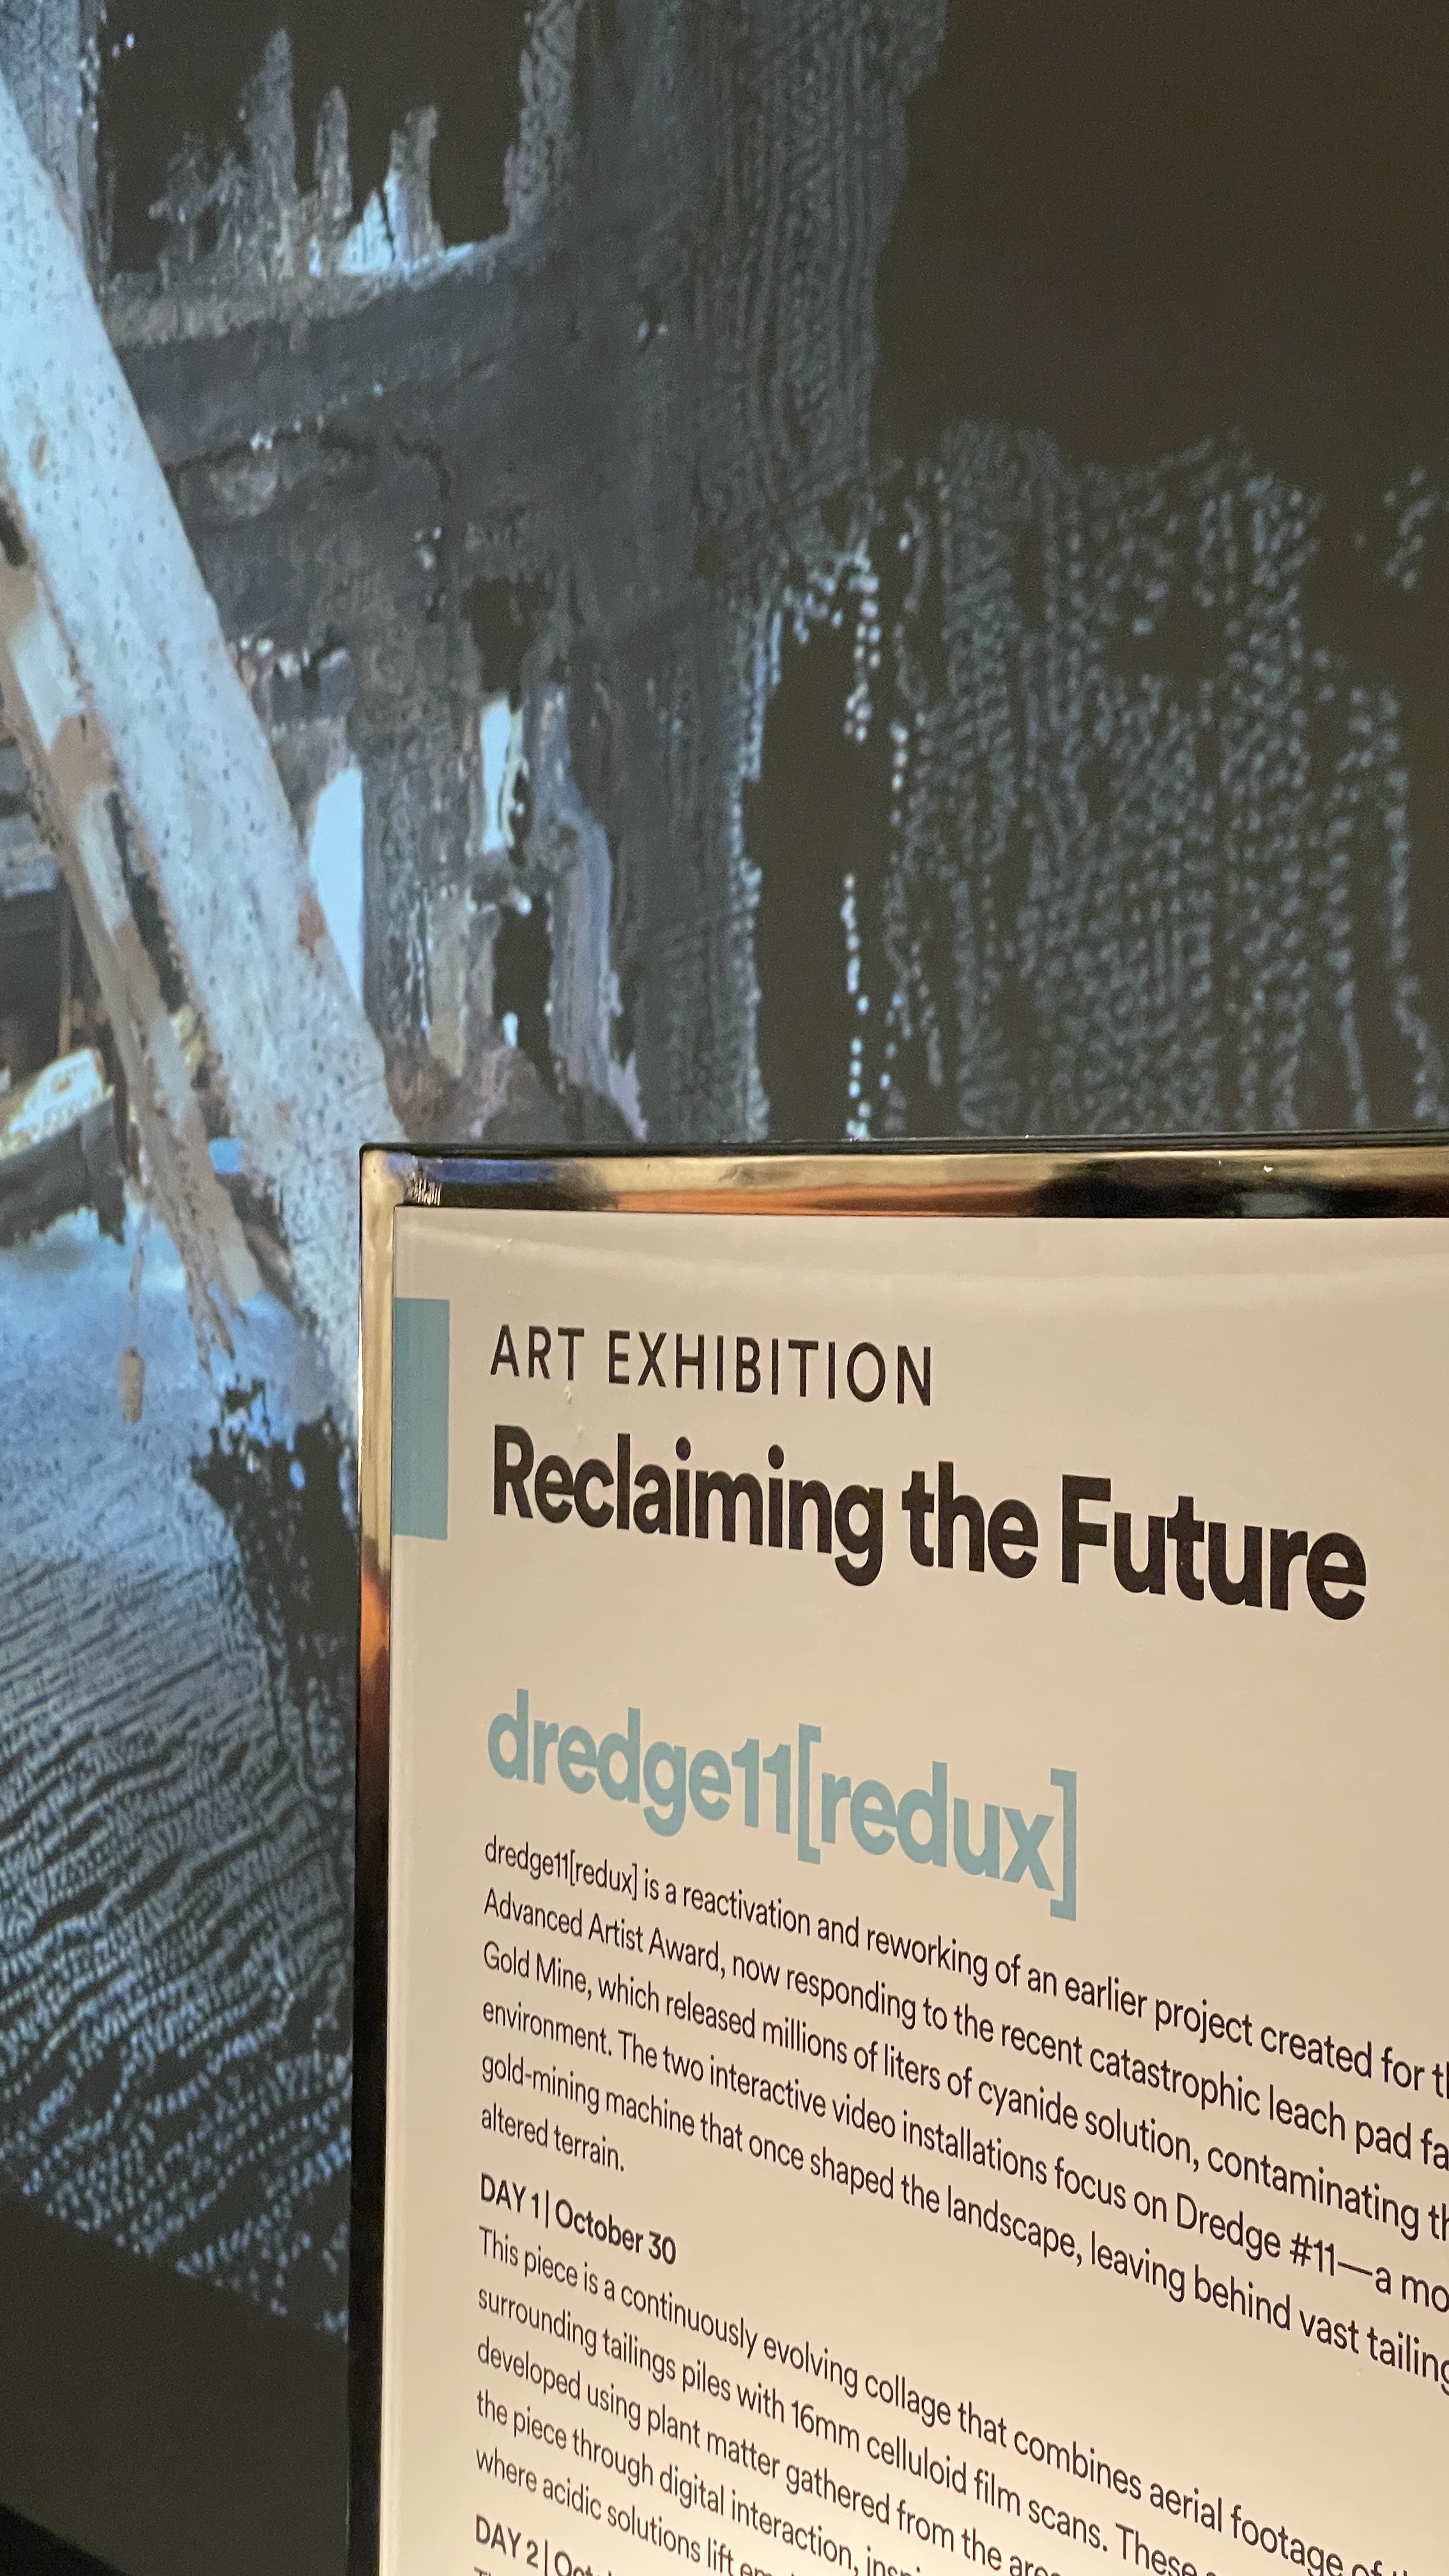 ART EXHIBITION
Reclaiming the Future
dredge11[redux]
dredge11[redux] is a reactivation and reworking of an earlier project created for
Advanced Artist Award, now responding to the recent catastrophic leach pad
Gold Mine, which released millions of liters of cyanide solution, contaminating
environment. The two interactive video installations focus on Dredge #11—a
gold-mining machine that once shaped the landscape, leaving behind vast
altered terrain.
DAY 1 | October 30
This piece is a continuously evolving collage that combines aerial footage
surrounding tailings piles with 16mm celluloid film scans. These
developed using plant matter gathered from the
the piece through digital interaction,
where acidic solutions lift
DAY 2 |